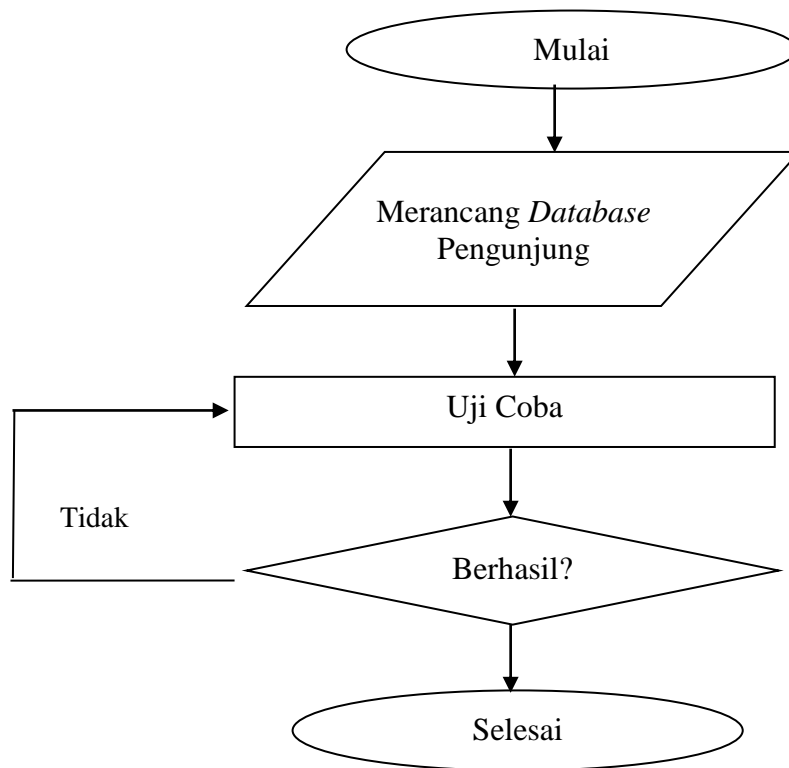 Mulai
Merancang Database
Pengunjung
Uji Coba
Tidak
Berhasil?
Selesai